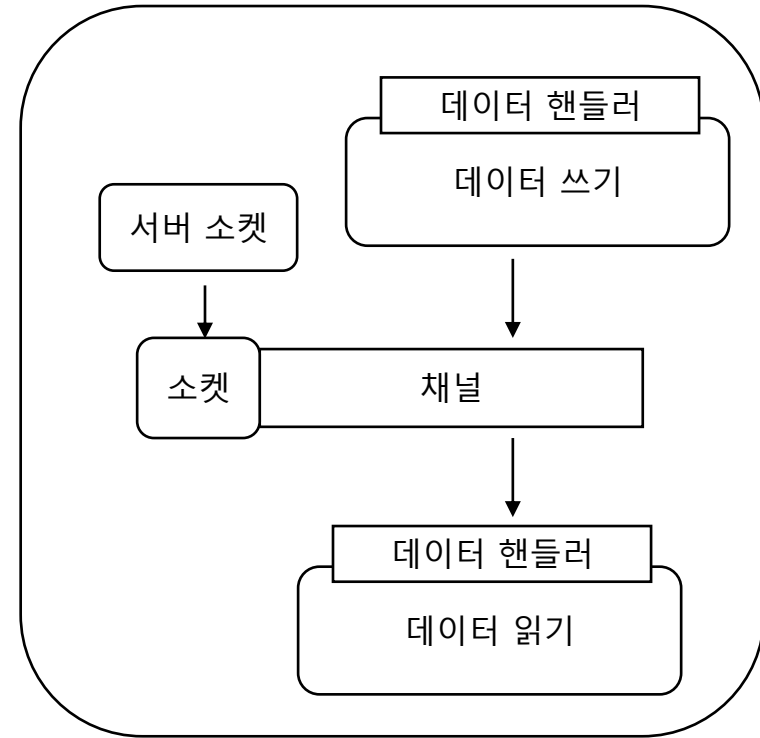 데이터 핸들러
데이터 쓰기
서버 소켓
소켓
채널
데이터 핸들러
데이터 읽기